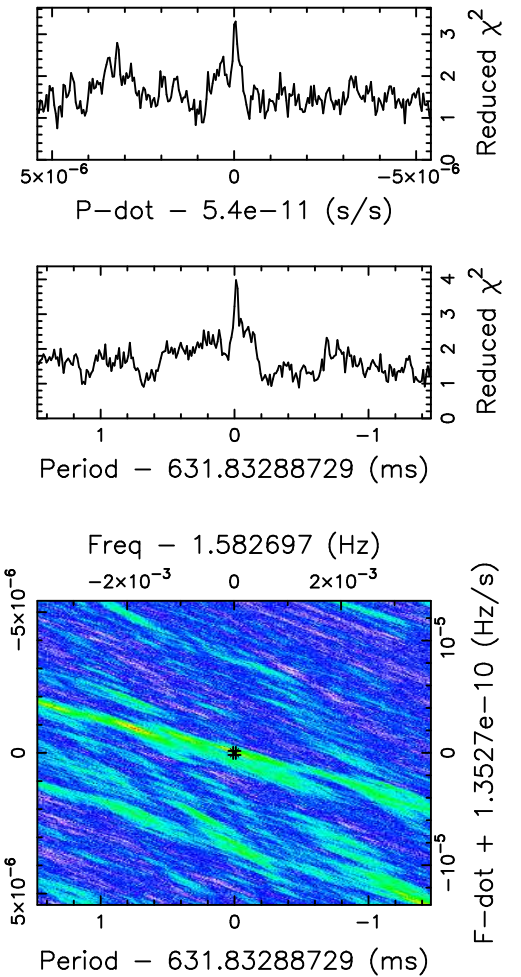 0 1 2 3
Reduced χ²
5×10⁻⁶ 0 −5×10⁻⁶
P−dot − 5.4e−11 (s/s)
0 1 2 3 4
Reduced χ²
1 0 −1
Period − 631.83288729 (ms)
Freq − 1.582697 (Hz)
−2×10⁻³ 0 2×10⁻³
−5×10⁻⁶ 0 5×10⁻⁶
10⁻⁵ 0 −10⁻⁵
F−dot + 1.3527e−10 (Hz/s)
1 0 −1
Period − 631.83288729 (ms)